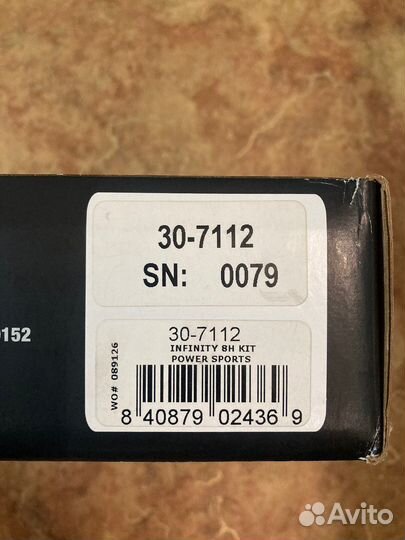 30-7112
SN: 0079
0152
30-7112
INFINITY 8H KIT
POWER SPORTS
WO# 089126
8 40879 02436 9
Avito